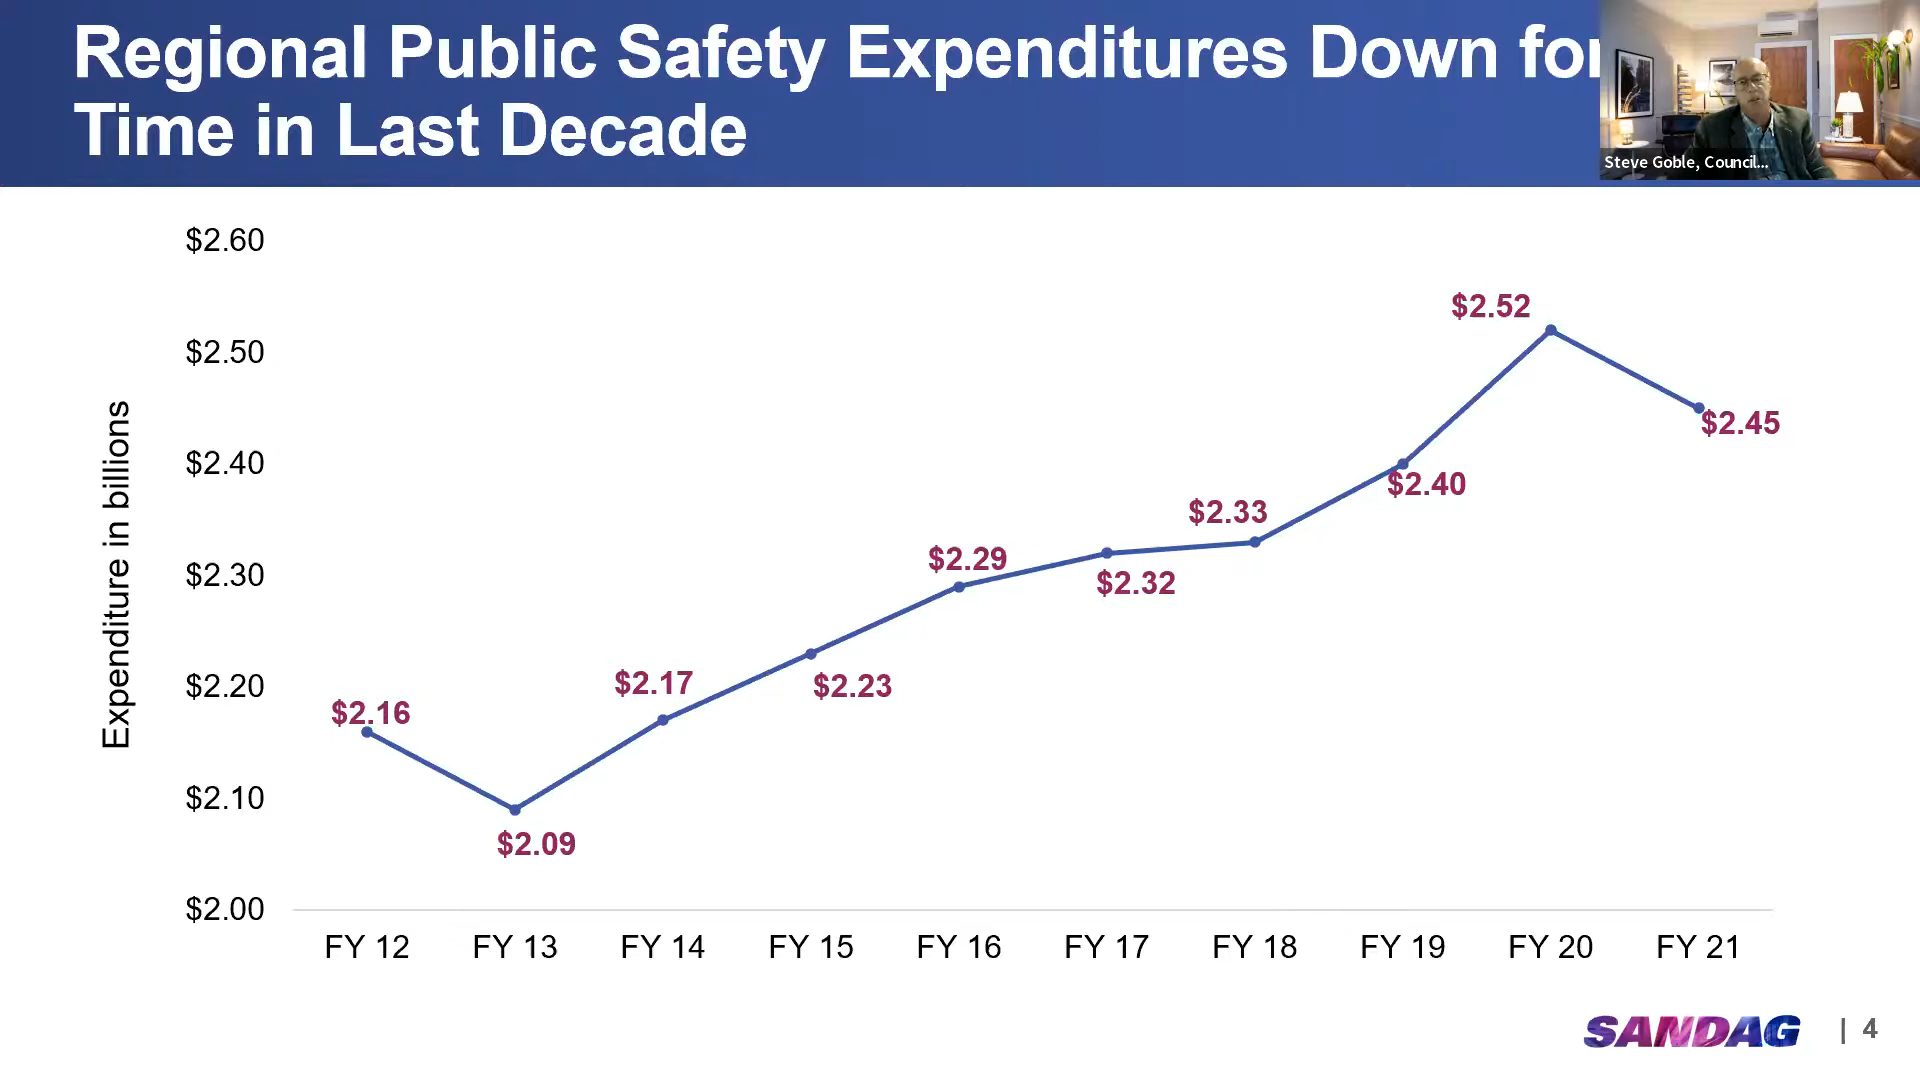 Regional Public Safety Expenditures Down for
Time in Last Decade
Steve Goble, Council...
$2.60
$2.50
$2.40
$2.30
$2.20
$2.10
$2.00
Expenditure in billions
$2.16
$2.09
$2.17
$2.23
$2.29
$2.32
$2.33
$2.40
$2.52
$2.45
FY 12 FY 13 FY 14 FY 15 FY 16 FY 17 FY 18 FY 19 FY 20 FY 21
SANDAG | 4